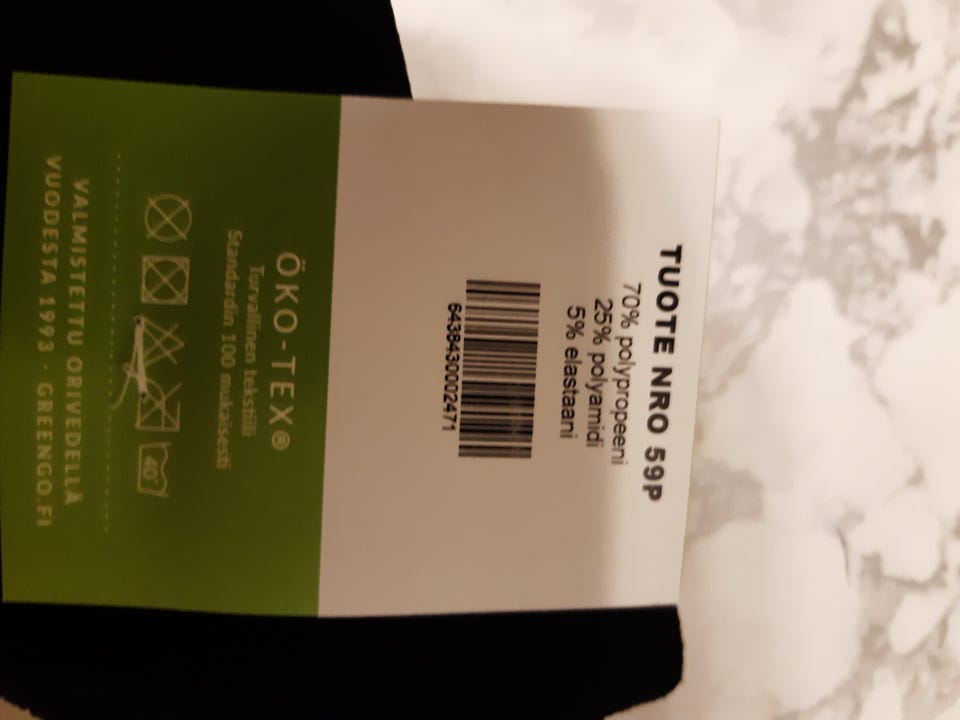 TUOTE NRO 59P
70% polypropeeni
25% polyamidi
5% elastaani
6438430002471
ÖKO-TEX®
Turvallinen tekstiili
Standardin 100 mukaisesti
40°
VALMISTETTU ORIVEDELLÄ
VUODESTA 1993 · GREENGO.FI